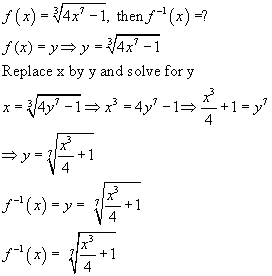 f(x) = ∛(4x⁷ − 1), then f⁻¹(x) = ?
f(x) = y ⇒ y = ∛(4x⁷ − 1)
Replace x by y and solve for y
x = ∛(4y⁷ − 1) ⇒ x³ = 4y⁷ − 1 ⇒ x³/4 + 1 = y⁷
⇒ y = ⁷√(x³/4 + 1)
f⁻¹(x) = y = ⁷√(x³/4 + 1)
f⁻¹(x) = ⁷√(x³/4 + 1)